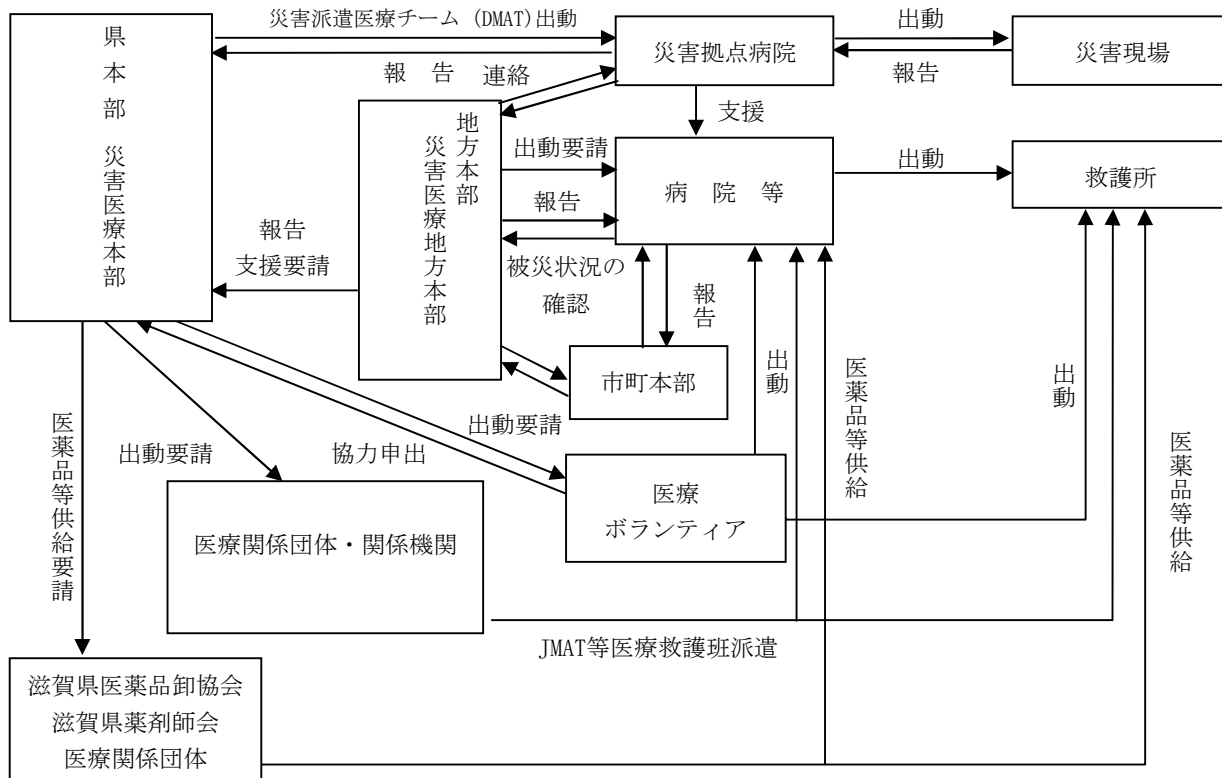 災害派遣医療チーム (DMAT)出動
県本部 災害医療本部
報 告
連絡
災害拠点病院
出動
報告
災害現場
支援
地方本部
災害医療地方本部
出動要請
病 院 等
出動
救護所
報告
報告
支援要請
被災状況の
確認
報告
市町本部
出動
医薬品等供給
出動
医薬品等供給
医薬品等供給要請
出動要請
協力申出
出動要請
医療
ボランティア
医療関係団体・関係機関
JMAT等医療救護班派遣
滋賀県医薬品卸協会
滋賀県薬剤師会
医療関係団体